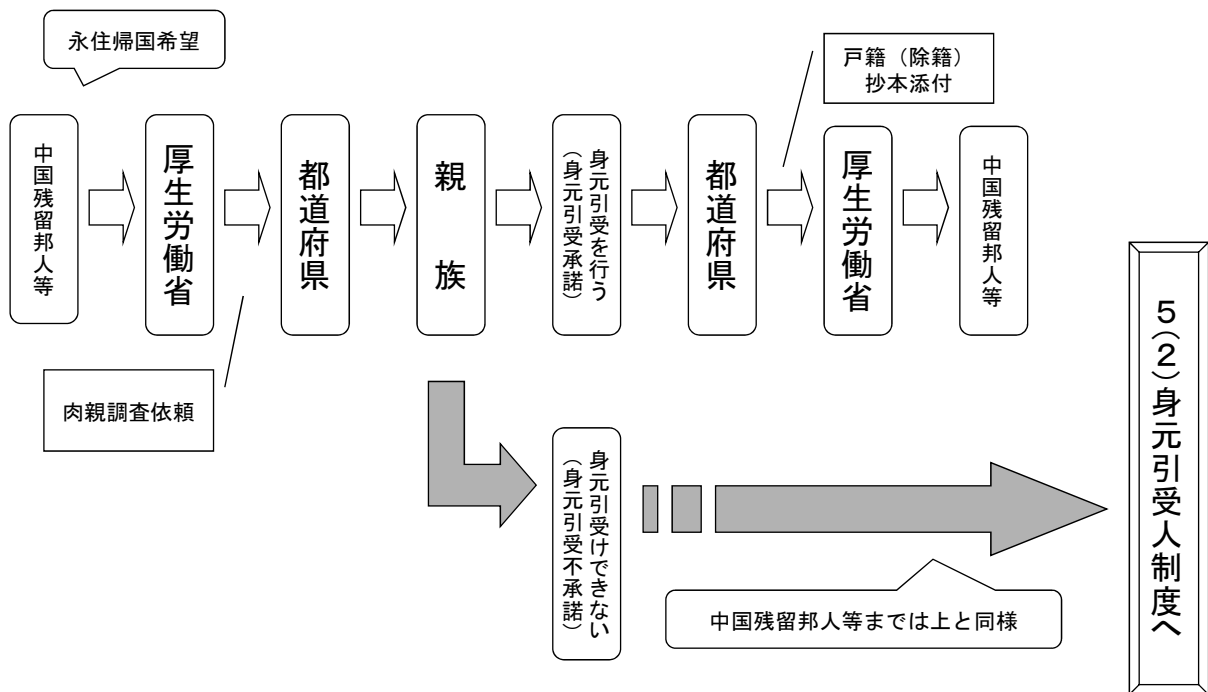 永住帰国希望
戸籍（除籍）
抄本添付
中国残留邦人等
厚生労働省
都道府県
親族
身元引受を行う
（身元引受承諾）
都道府県
厚生労働省
中国残留邦人等
肉親調査依頼
身元引受けできない
（身元引受不承諾）
中国残留邦人等までは上と同様
５（２）身元引受人制度へ